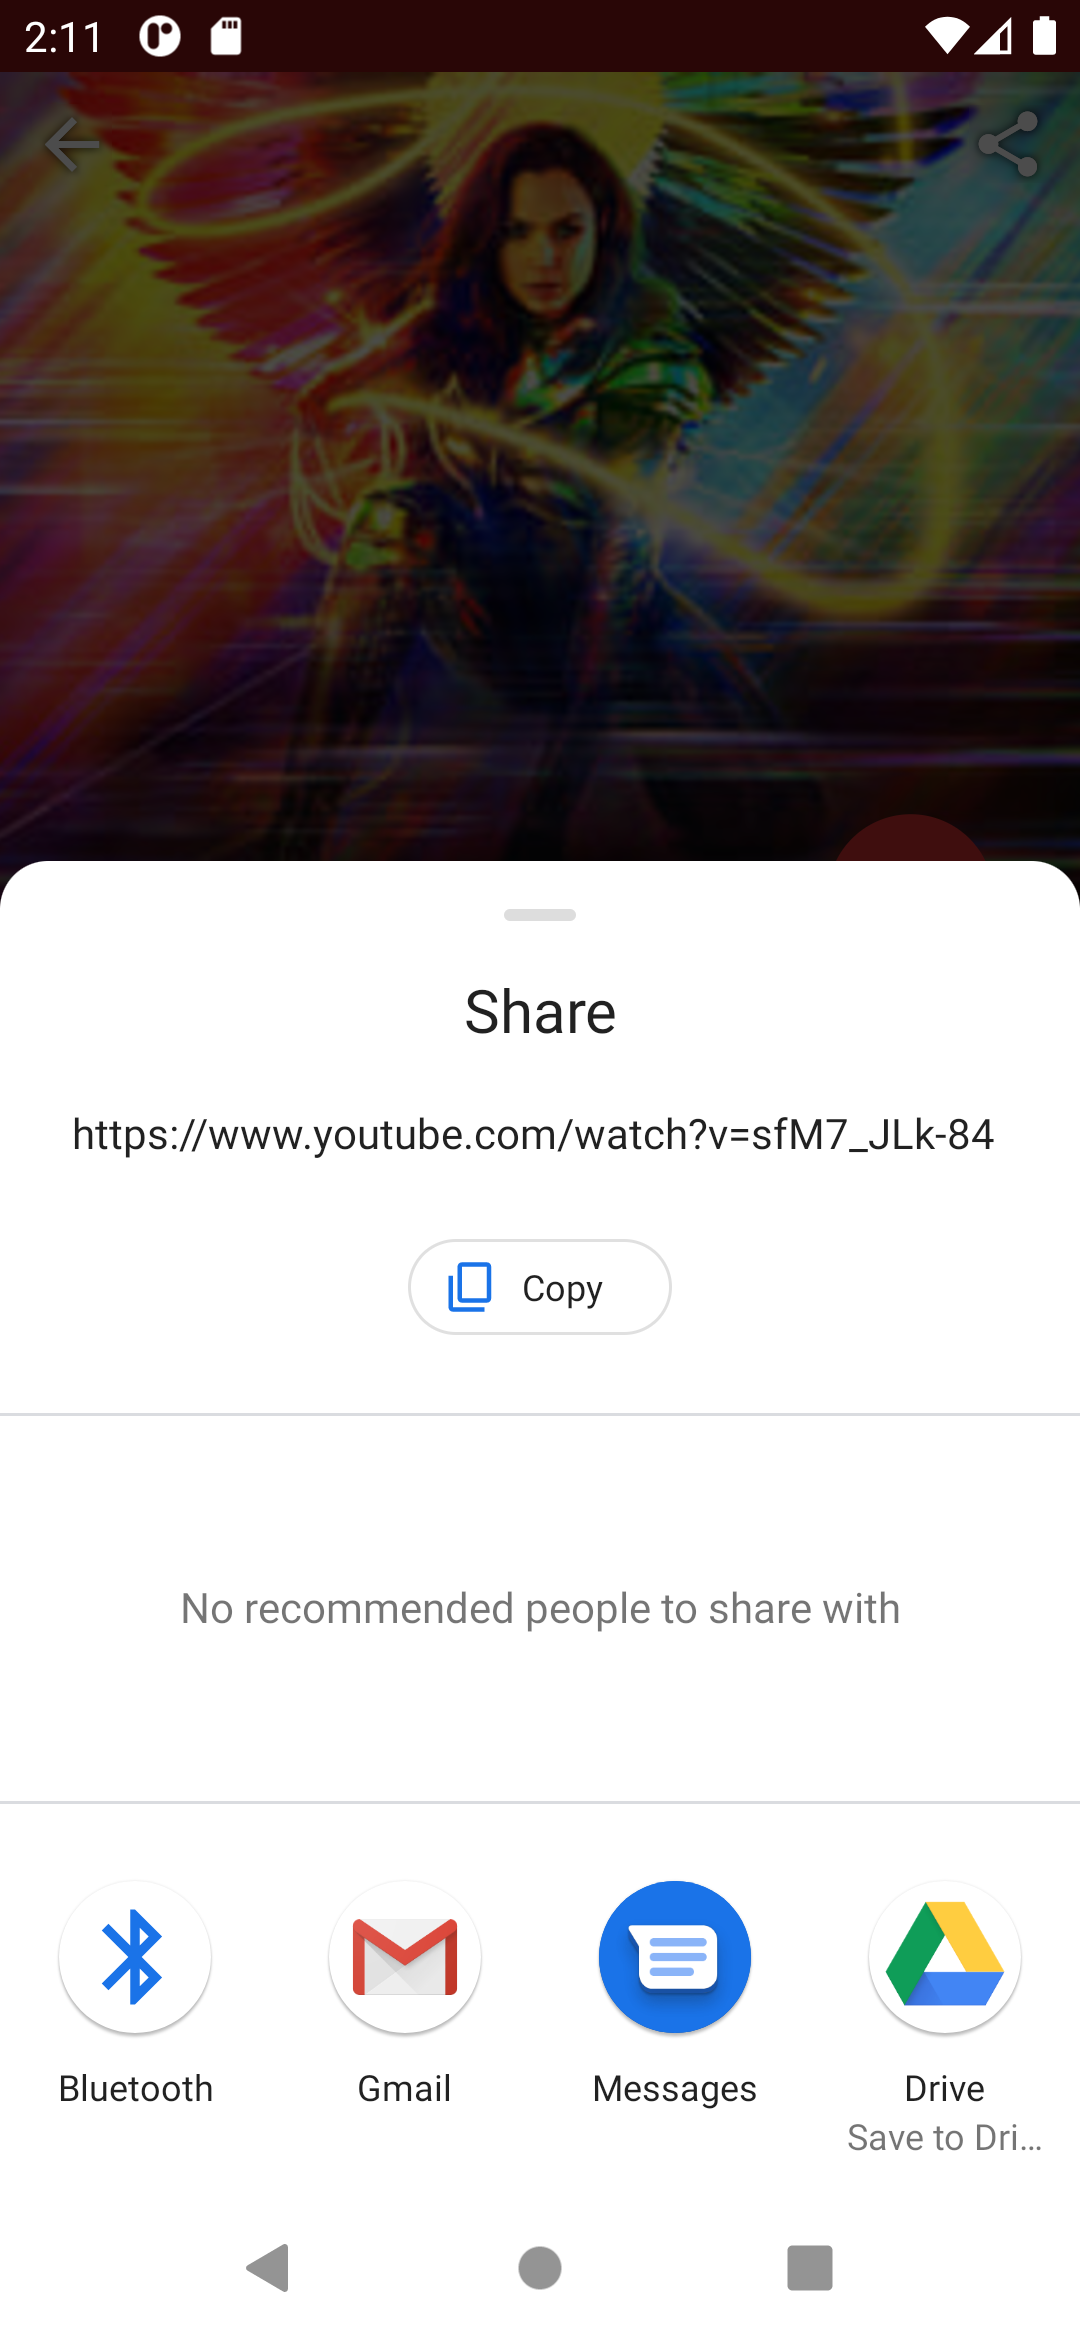 2:11
Share
https://www.youtube.com/watch?v=sfM7_JLk-84
Copy
No recommended people to share with
Bluetooth
Gmail
Messages
Drive
Save to Dri...